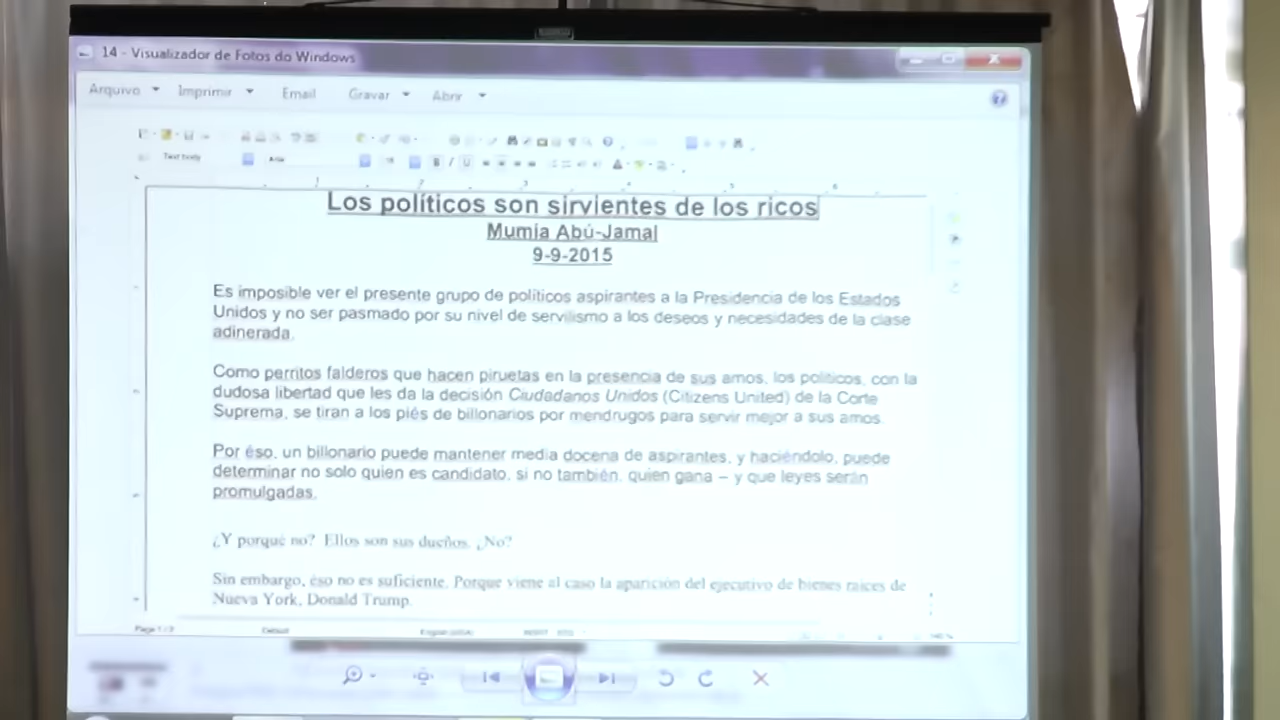 14 - Visualizador de Fotos do Windows
Arquivo Imprimir Email Gravar Abrir
Text body
Los políticos son sirvientes de los ricos
Mumía Abú-Jamal
9-9-2015
Es imposible ver el presente grupo de políticos aspirantes a la Presidencia de los Estados
Unidos y no ser pasmado por su nivel de servilismo a los deseos y necesidades de la clase
adinerada.
Como perritos falderos que hacen piruetas en la presencia de sus amos, los políticos, con la
dudosa libertad que les da la decisión Ciudadanos Unidos (Citizens United) de la Corte
Suprema, se tiran a los piés de billonarios por mendrugos para servir mejor a sus amos.
Por éso, un billonario puede mantener media docena de aspirantes, y haciéndolo, puede
determinar no solo quien es candidato, si no también, quien gana – y que leyes serán
promulgadas.
¿Y porqué no? Ellos son sus dueños. ¿No?
Sin embargo, éso no es suficiente. Porque viene al caso la aparición del ejecutivo de bienes raíces de
Nueva York, Donald Trump.
Default